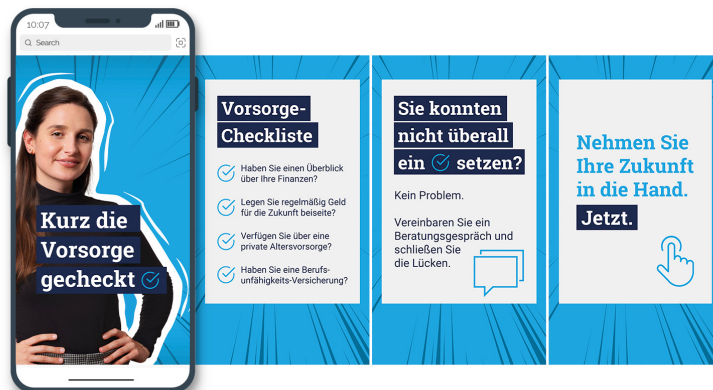 10:07
Search
Kurz die
Vorsorge
gecheckt
Vorsorge-
Checkliste
Haben Sie einen Überblick
über Ihre Finanzen?
Legen Sie regelmäßig Geld
für die Zukunft beiseite?
Verfügen Sie über eine
private Altersvorsorge?
Haben Sie eine Berufs-
unfähigkeits-Versicherung?
Sie konnten
nicht überall
ein setzen?
Kein Problem.
Vereinbaren Sie ein
Beratungsgespräch und
schließen Sie
die Lücken.
Nehmen Sie
Ihre Zukunft
in die Hand.
Jetzt.